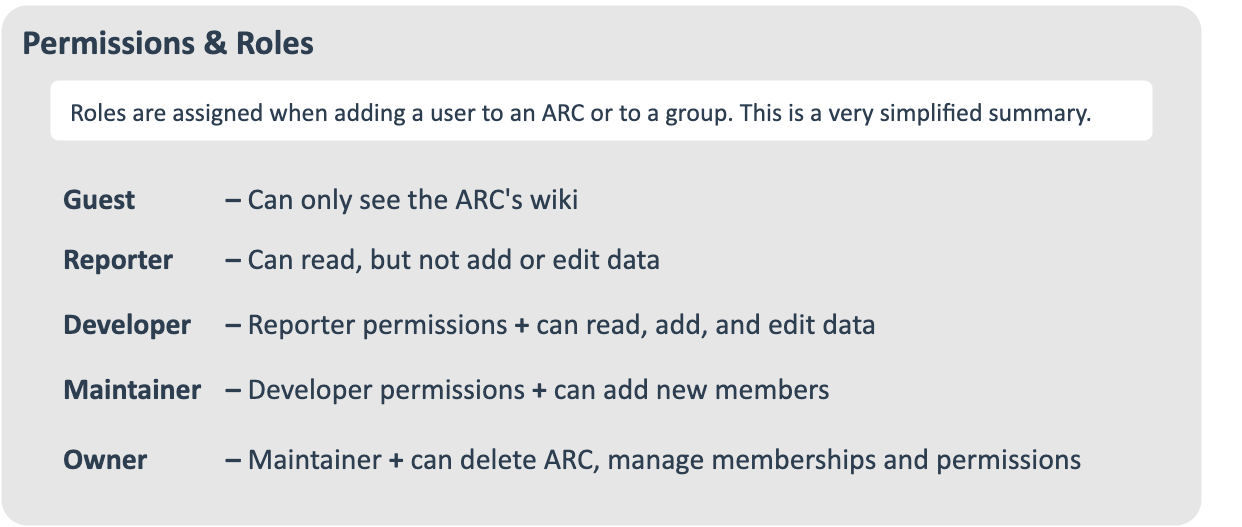 Permissions & Roles
Roles are assigned when adding a user to an ARC or to a group. This is a very simplified summary.
Guest – Can only see the ARC's wiki
Reporter – Can read, but not add or edit data
Developer – Reporter permissions + can read, add, and edit data
Maintainer – Developer permissions + can add new members
Owner – Maintainer + can delete ARC, manage memberships and permissions